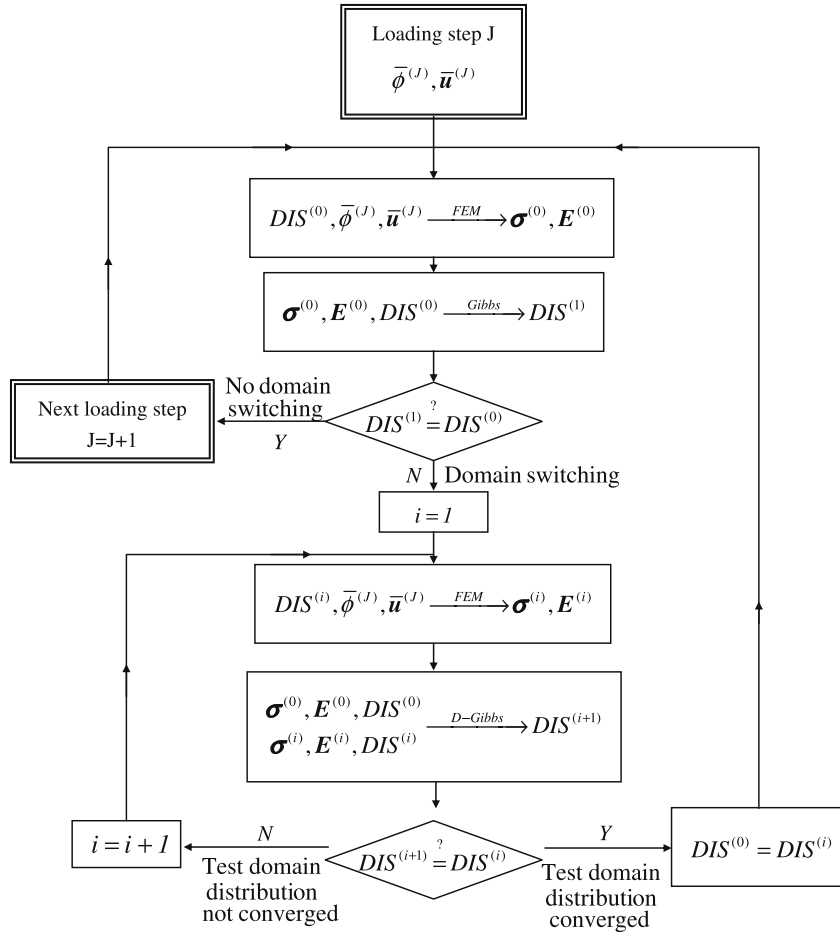 Loading step J
ϕ̅⁽ᴶ⁾, u̅⁽ᴶ⁾
DIS⁽⁰⁾, ϕ̅⁽ᴶ⁾, u̅⁽ᴶ⁾ —FEM→ σ⁽⁰⁾, E⁽⁰⁾
σ⁽⁰⁾, E⁽⁰⁾, DIS⁽⁰⁾ —Gibbs→ DIS⁽¹⁾
No domain
switching
Y
Next loading step
J=J+1
?
DIS⁽¹⁾ = DIS⁽⁰⁾
N Domain switching
i = 1
DIS⁽ⁱ⁾, ϕ̅⁽ᴶ⁾, u̅⁽ᴶ⁾ —FEM→ σ⁽ⁱ⁾, E⁽ⁱ⁾
σ⁽⁰⁾, E⁽⁰⁾, DIS⁽⁰⁾
σ⁽ⁱ⁾, E⁽ⁱ⁾, DIS⁽ⁱ⁾ —D−Gibbs→ DIS⁽ⁱ⁺¹⁾
i = i + 1
N
Test domain
distribution
not converged
?
DIS⁽ⁱ⁺¹⁾ = DIS⁽ⁱ⁾
Y
Test domain
distribution
converged
DIS⁽⁰⁾ = DIS⁽ⁱ⁾